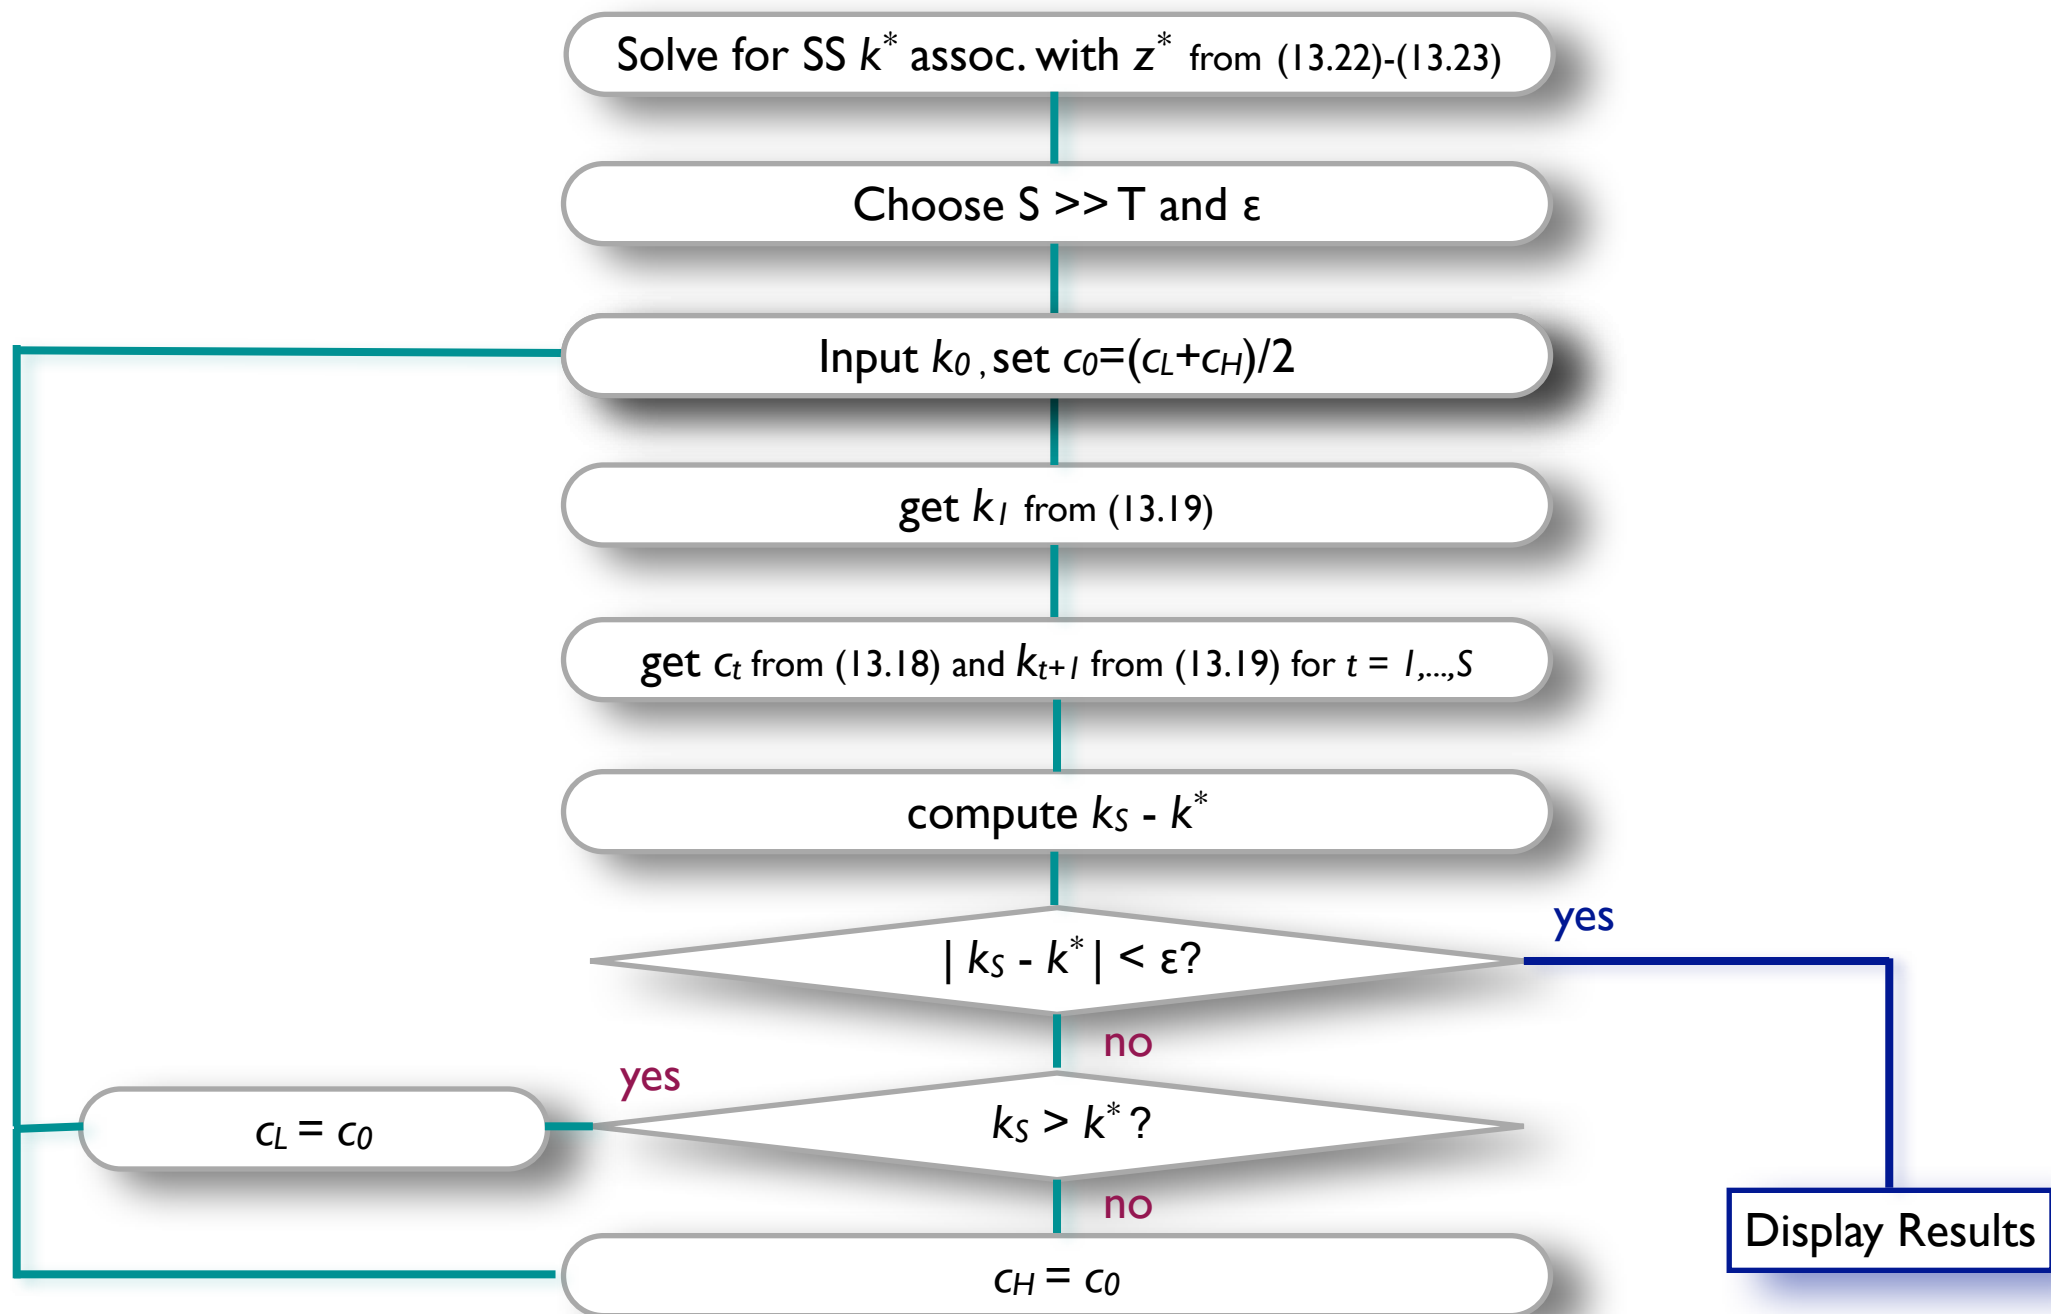 Solve for SS k* assoc. with z* from (13.22)-(13.23)
Choose S >> T and ε
Input k0 , set c0=(cL+cH)/2
get k1 from (13.19)
get ct from (13.18) and kt+1 from (13.19) for t = 1,...,S
compute kS - k*
| kS - k* | < ε?
yes
no
yes
kS > k* ?
cL = c0
no
Display Results
cH = c0